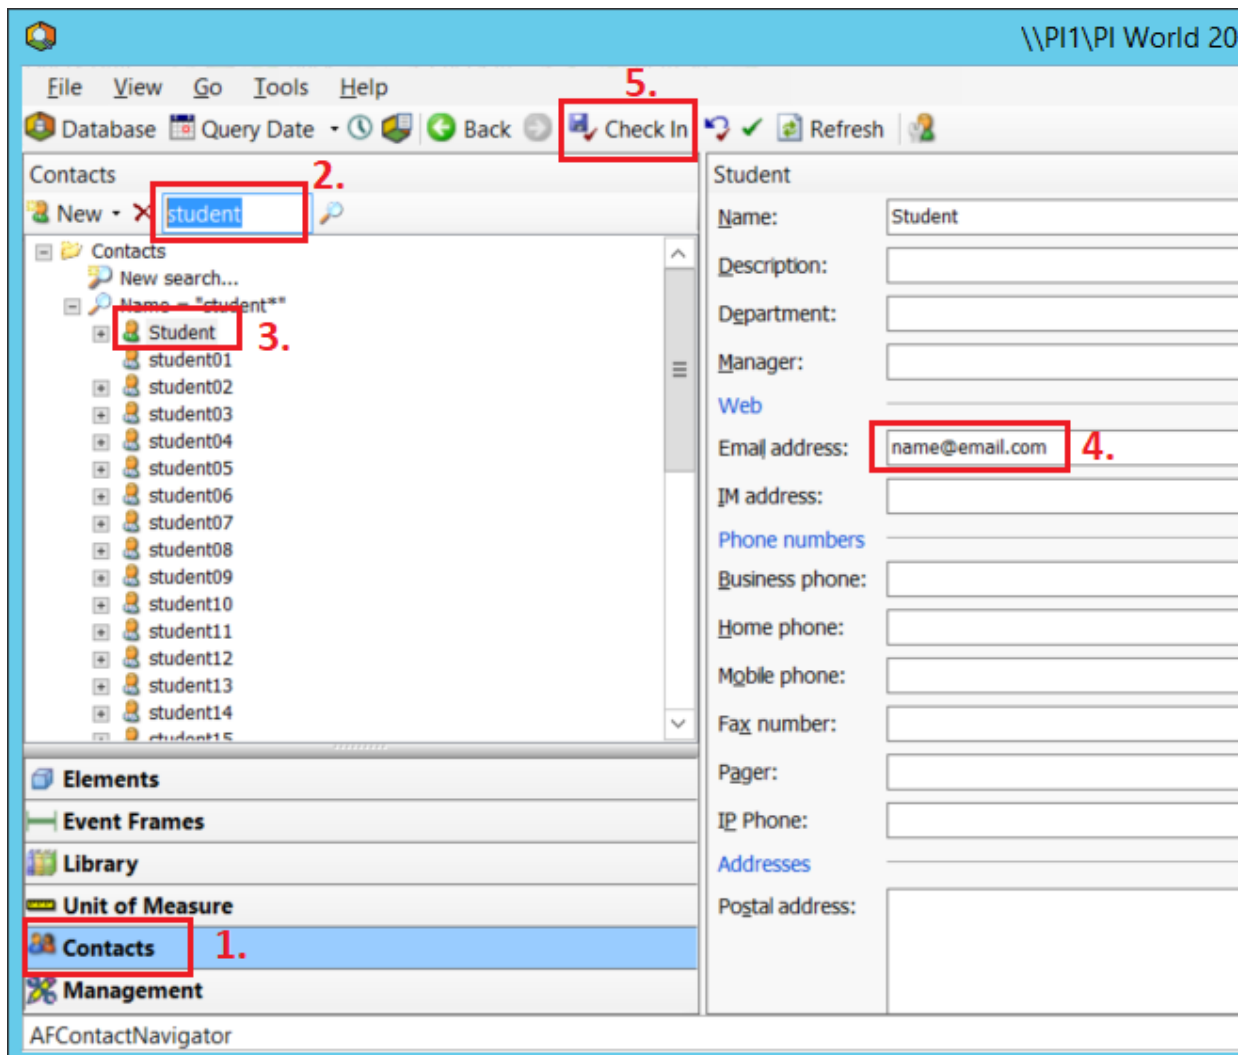 \\PI1\PI World 20
File View Go Tools Help
5.
Database Query Date Back Check In Refresh
Contacts
2.
New student
Contacts
New search...
Name = "student*"
Student
3.
student01
student02
student03
student04
student05
student06
student07
student08
student09
student10
student11
student12
student13
student14
student15
Elements
Event Frames
Library
Unit of Measure
Contacts
1.
Management
AFContactNavigator
Student
Name: Student
Description:
Department:
Manager:
Web
Email address: name@email.com 4.
IM address:
Phone numbers
Business phone:
Home phone:
Mobile phone:
Fax number:
Pager:
IP Phone:
Addresses
Postal address: